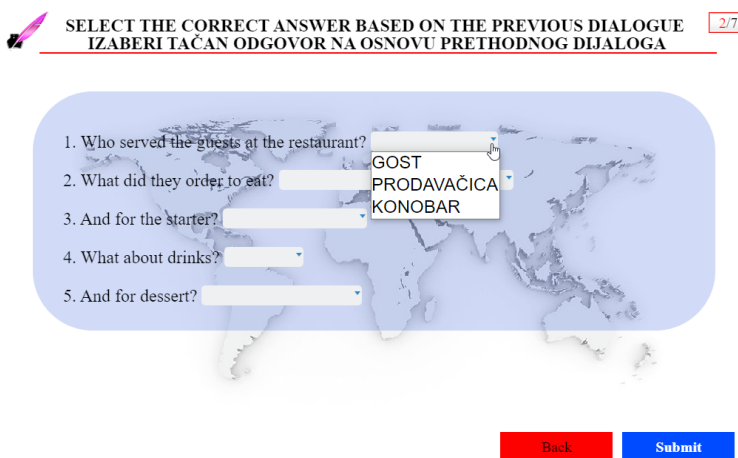 SELECT THE CORRECT ANSWER BASED ON THE PREVIOUS DIALOGUE
IZABERI TAČAN ODGOVOR NA OSNOVU PRETHODNOG DIJALOGA
2/7
1. Who served the guests at the restaurant?
GOST
PRODAVAČICA
KONOBAR
2. What did they order to eat?
3. And for the starter?
4. What about drinks?
5. And for dessert?
Back
Submit